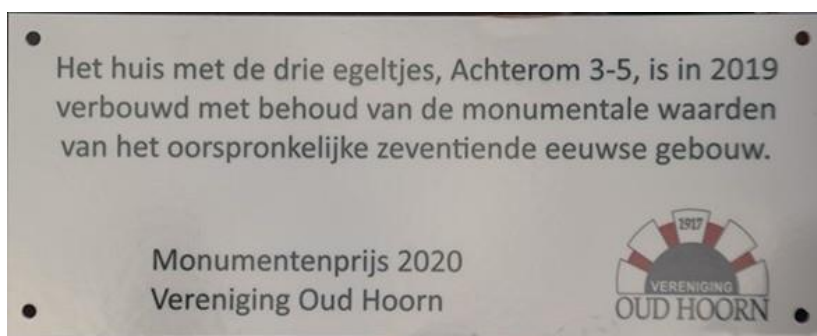 Het huis met de drie egeltjes, Achterom 3-5, is in 2019
verbouwd met behoud van de monumentale waarden
van het oorspronkelijke zeventiende eeuwse gebouw.
Monumentenprijs 2020
Vereniging Oud Hoorn
1917
VERENIGING
OUD HOORN